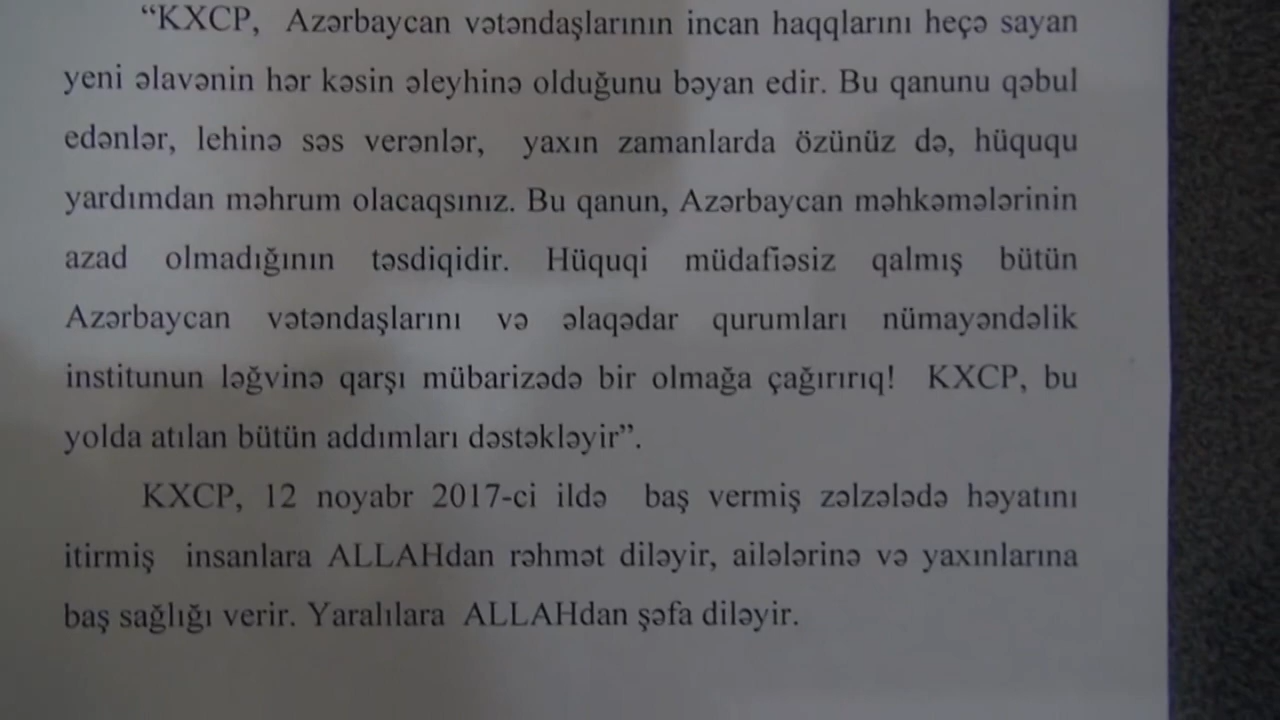 “KXCP, Azərbaycan vətəndaşlarının incan haqqlarını heçə sayan
yeni əlavənin hər kəsin əleyhinə olduğunu bəyan edir. Bu qanunu qəbul
edənlər, lehinə səs verənlər, yaxın zamanlarda özünüz də, hüququ
yardımdan məhrum olacaqsınız. Bu qanun, Azərbaycan məhkəmələrinin
azad olmadığının təsdiqidir. Hüquqi müdafiəsiz qalmış bütün
Azərbaycan vətəndaşlarını və əlaqədar qurumları nümayəndəlik
institunun ləğvinə qarşı mübarizədə bir olmağa çağırırıq! KXCP, bu
yolda atılan bütün addımları dəstəkləyir”.
KXCP, 12 noyabr 2017-ci ildə baş vermiş zəlzələdə həyatını
itirmiş insanlara ALLAHdan rəhmət diləyir, ailələrinə və yaxınlarına
baş sağlığı verir. Yaralılara ALLAHdan şəfa diləyir.